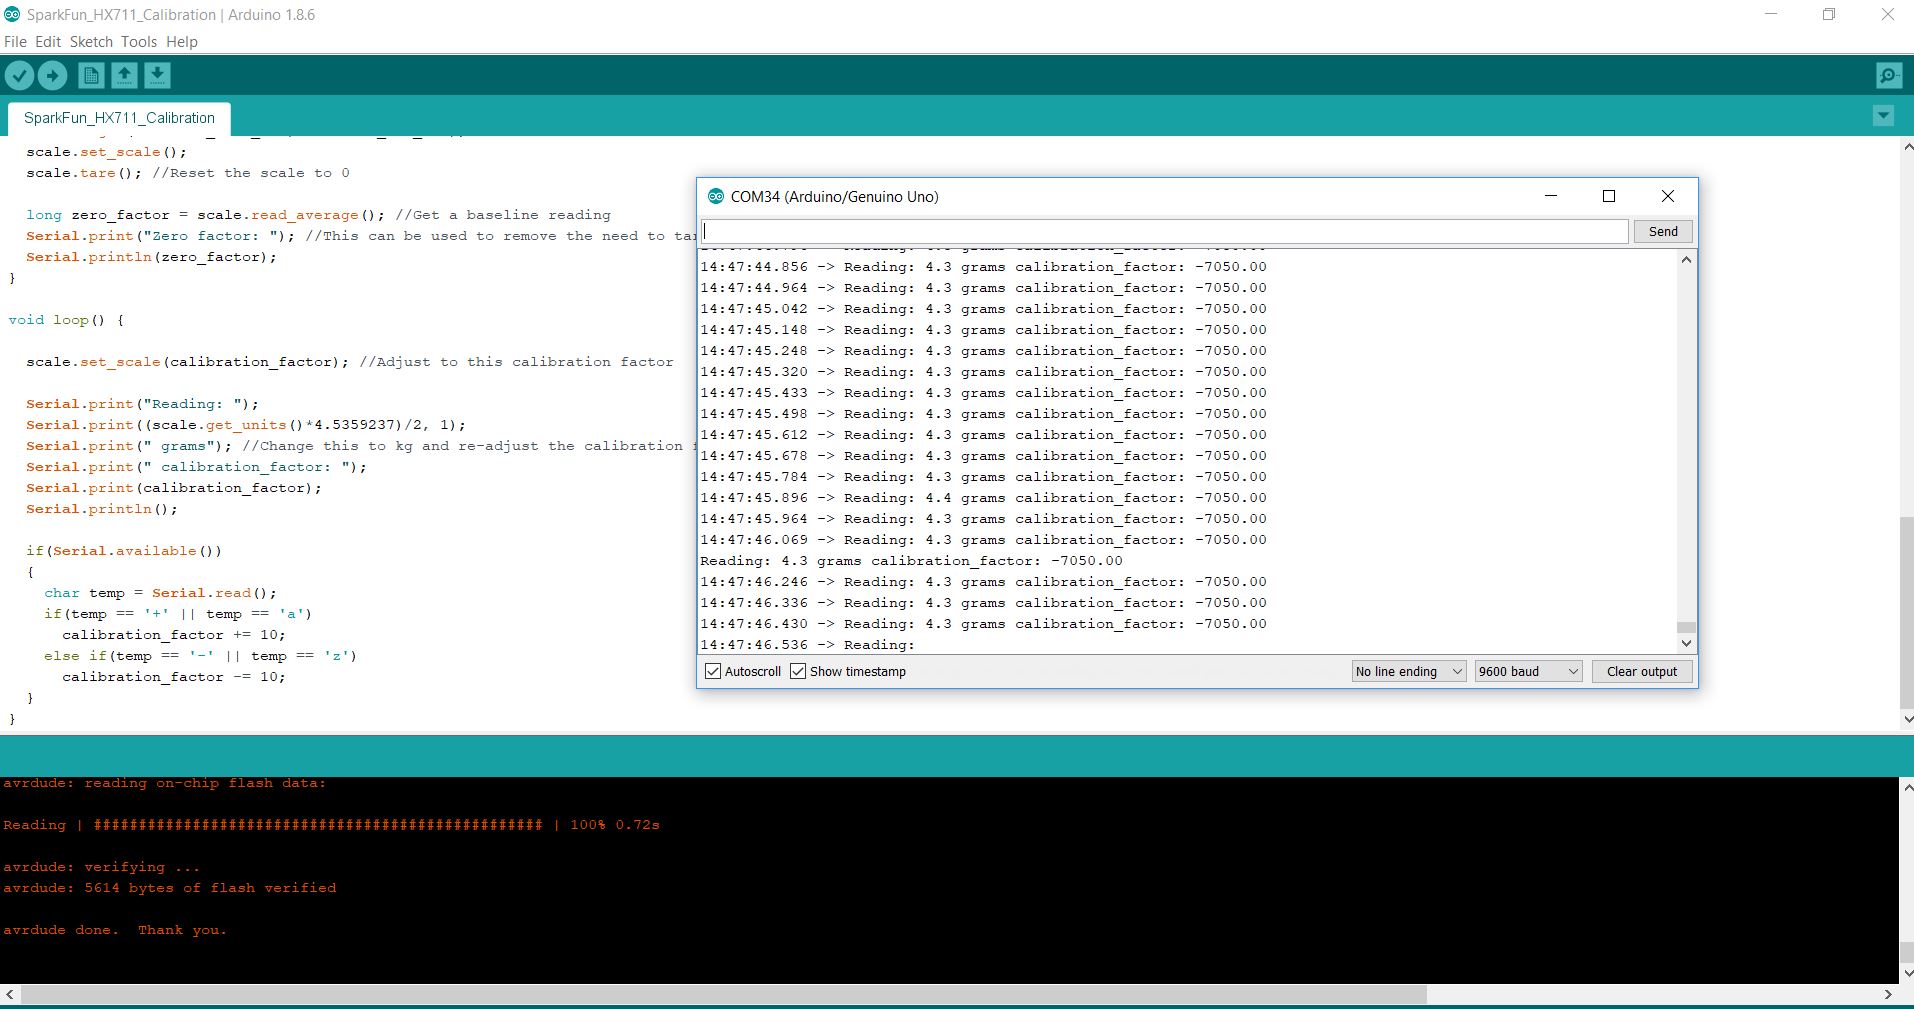 SparkFun_HX711_Calibration | Arduino 1.8.6
File Edit Sketch Tools Help
SparkFun_HX711_Calibration
scale.set_scale();
scale.tare(); //Reset the scale to 0
long zero_factor = scale.read_average(); //Get a baseline reading
Serial.print("Zero factor: "); //This can be used to remove the need to
Serial.println(zero_factor);
}
void loop() {
scale.set_scale(calibration_factor); //Adjust to this calibration factor
Serial.print("Reading: ");
Serial.print((scale.get_units()*4.5359237)/2, 1);
Serial.print(" grams"); //Change this to kg and re-adjust the calibration
Serial.print(" calibration_factor: ");
Serial.print(calibration_factor);
Serial.println();
if(Serial.available())
{
char temp = Serial.read();
if(temp == '+' || temp == 'a')
calibration_factor += 10;
else if(temp == '-' || temp == 'z')
calibration_factor -= 10;
}
}
COM34 (Arduino/Genuino Uno)
Send
14:47:44.856 -> Reading: 4.3 grams calibration_factor: -7050.00
14:47:44.964 -> Reading: 4.3 grams calibration_factor: -7050.00
14:47:45.042 -> Reading: 4.3 grams calibration_factor: -7050.00
14:47:45.148 -> Reading: 4.3 grams calibration_factor: -7050.00
14:47:45.248 -> Reading: 4.3 grams calibration_factor: -7050.00
14:47:45.320 -> Reading: 4.3 grams calibration_factor: -7050.00
14:47:45.433 -> Reading: 4.3 grams calibration_factor: -7050.00
14:47:45.498 -> Reading: 4.3 grams calibration_factor: -7050.00
14:47:45.612 -> Reading: 4.3 grams calibration_factor: -7050.00
14:47:45.678 -> Reading: 4.3 grams calibration_factor: -7050.00
14:47:45.784 -> Reading: 4.3 grams calibration_factor: -7050.00
14:47:45.896 -> Reading: 4.4 grams calibration_factor: -7050.00
14:47:45.964 -> Reading: 4.3 grams calibration_factor: -7050.00
14:47:46.069 -> Reading: 4.3 grams calibration_factor: -7050.00
Reading: 4.3 grams calibration_factor: -7050.00
14:47:46.246 -> Reading: 4.3 grams calibration_factor: -7050.00
14:47:46.336 -> Reading: 4.3 grams calibration_factor: -7050.00
14:47:46.430 -> Reading: 4.3 grams calibration_factor: -7050.00
14:47:46.536 -> Reading:
Autoscroll Show timestamp No line ending 9600 baud Clear output
avrdude: reading on-chip flash data:
Reading | ################################################## | 100% 0.72s
avrdude: verifying ...
avrdude: 5614 bytes of flash verified
avrdude done.  Thank you.